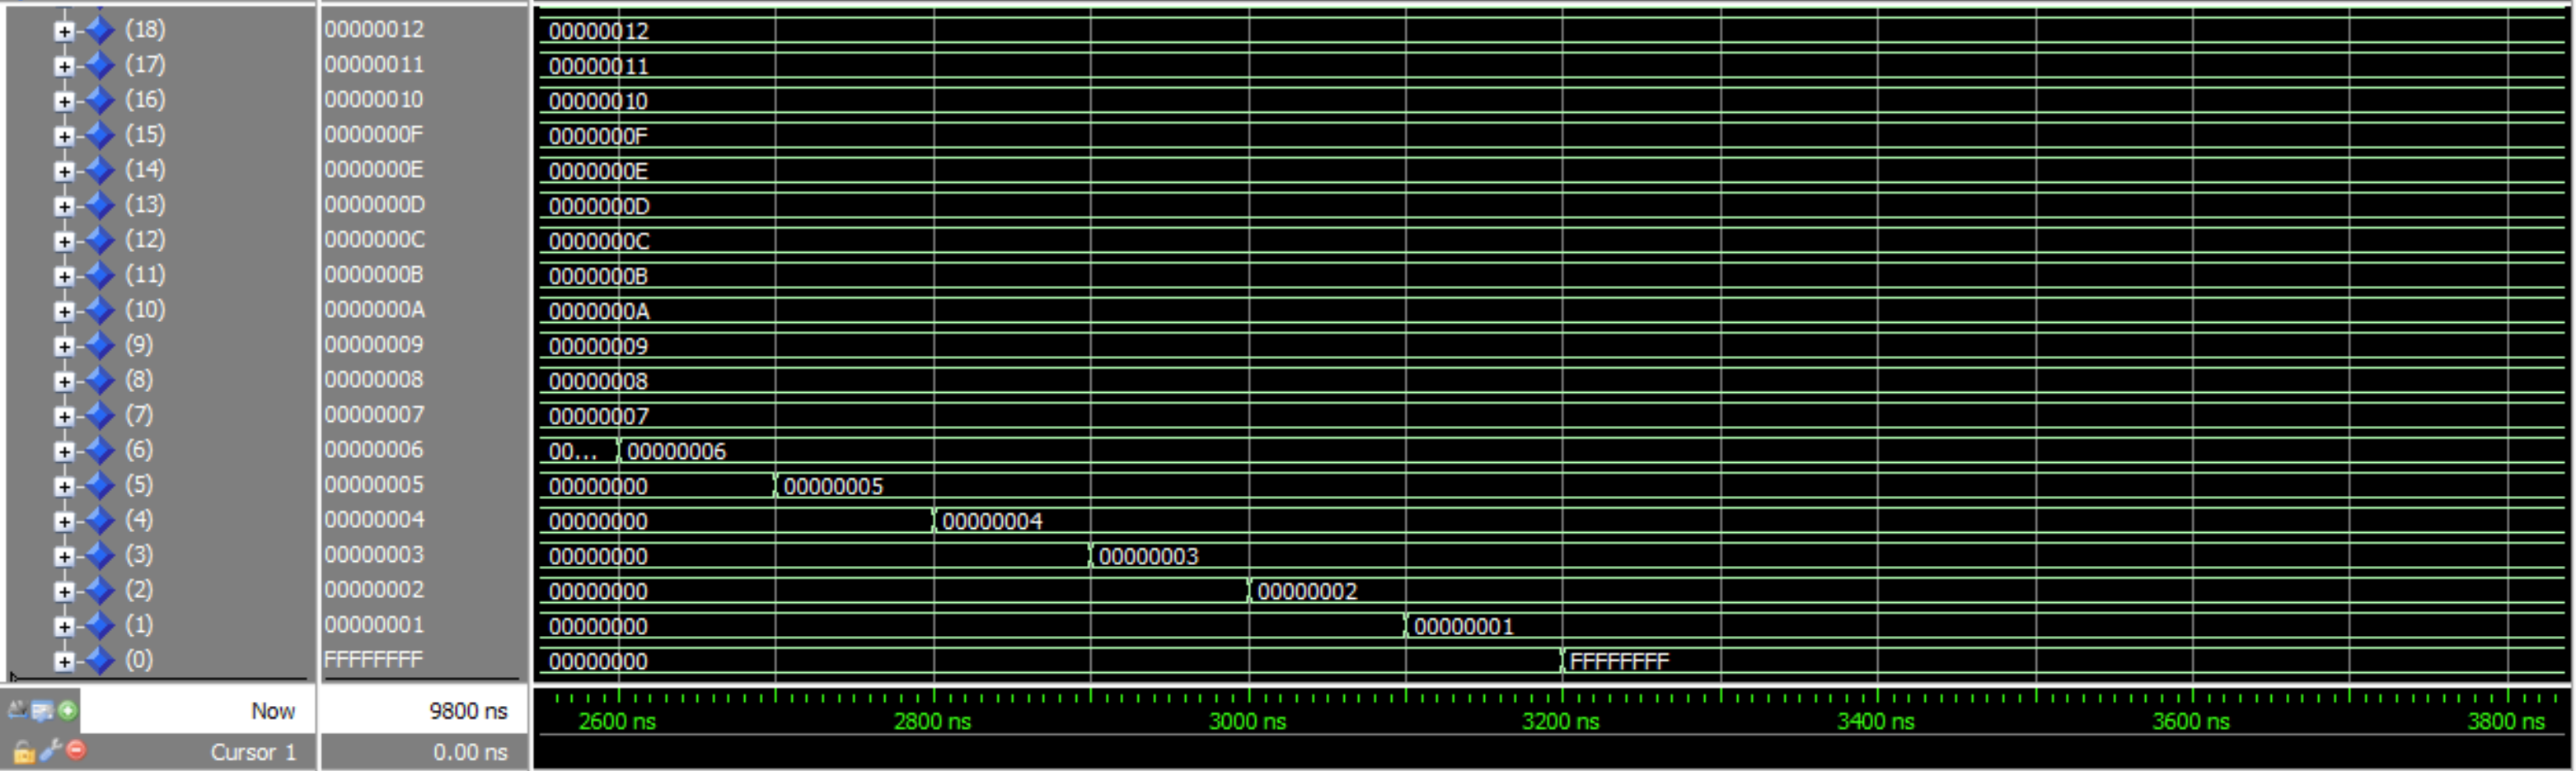 (18) 00000012 00000012
(17) 00000011 00000011
(16) 00000010 00000010
(15) 0000000F 0000000F
(14) 0000000E 0000000E
(13) 0000000D 0000000D
(12) 0000000C 0000000C
(11) 0000000B 0000000B
(10) 0000000A 0000000A
(9) 00000009 00000009
(8) 00000008 00000008
(7) 00000007 00000007
(6) 00000006 00... 00000006
(5) 00000005 00000000 00000005
(4) 00000004 00000000 00000004
(3) 00000003 00000000 00000003
(2) 00000002 00000000 00000002
(1) 00000001 00000000 00000001
(0) FFFFFFFF 00000000 FFFFFFFF
Now 9800 ns 2600 ns 2800 ns 3000 ns 3200 ns 3400 ns 3600 ns 3800 ns
Cursor 1 0.00 ns